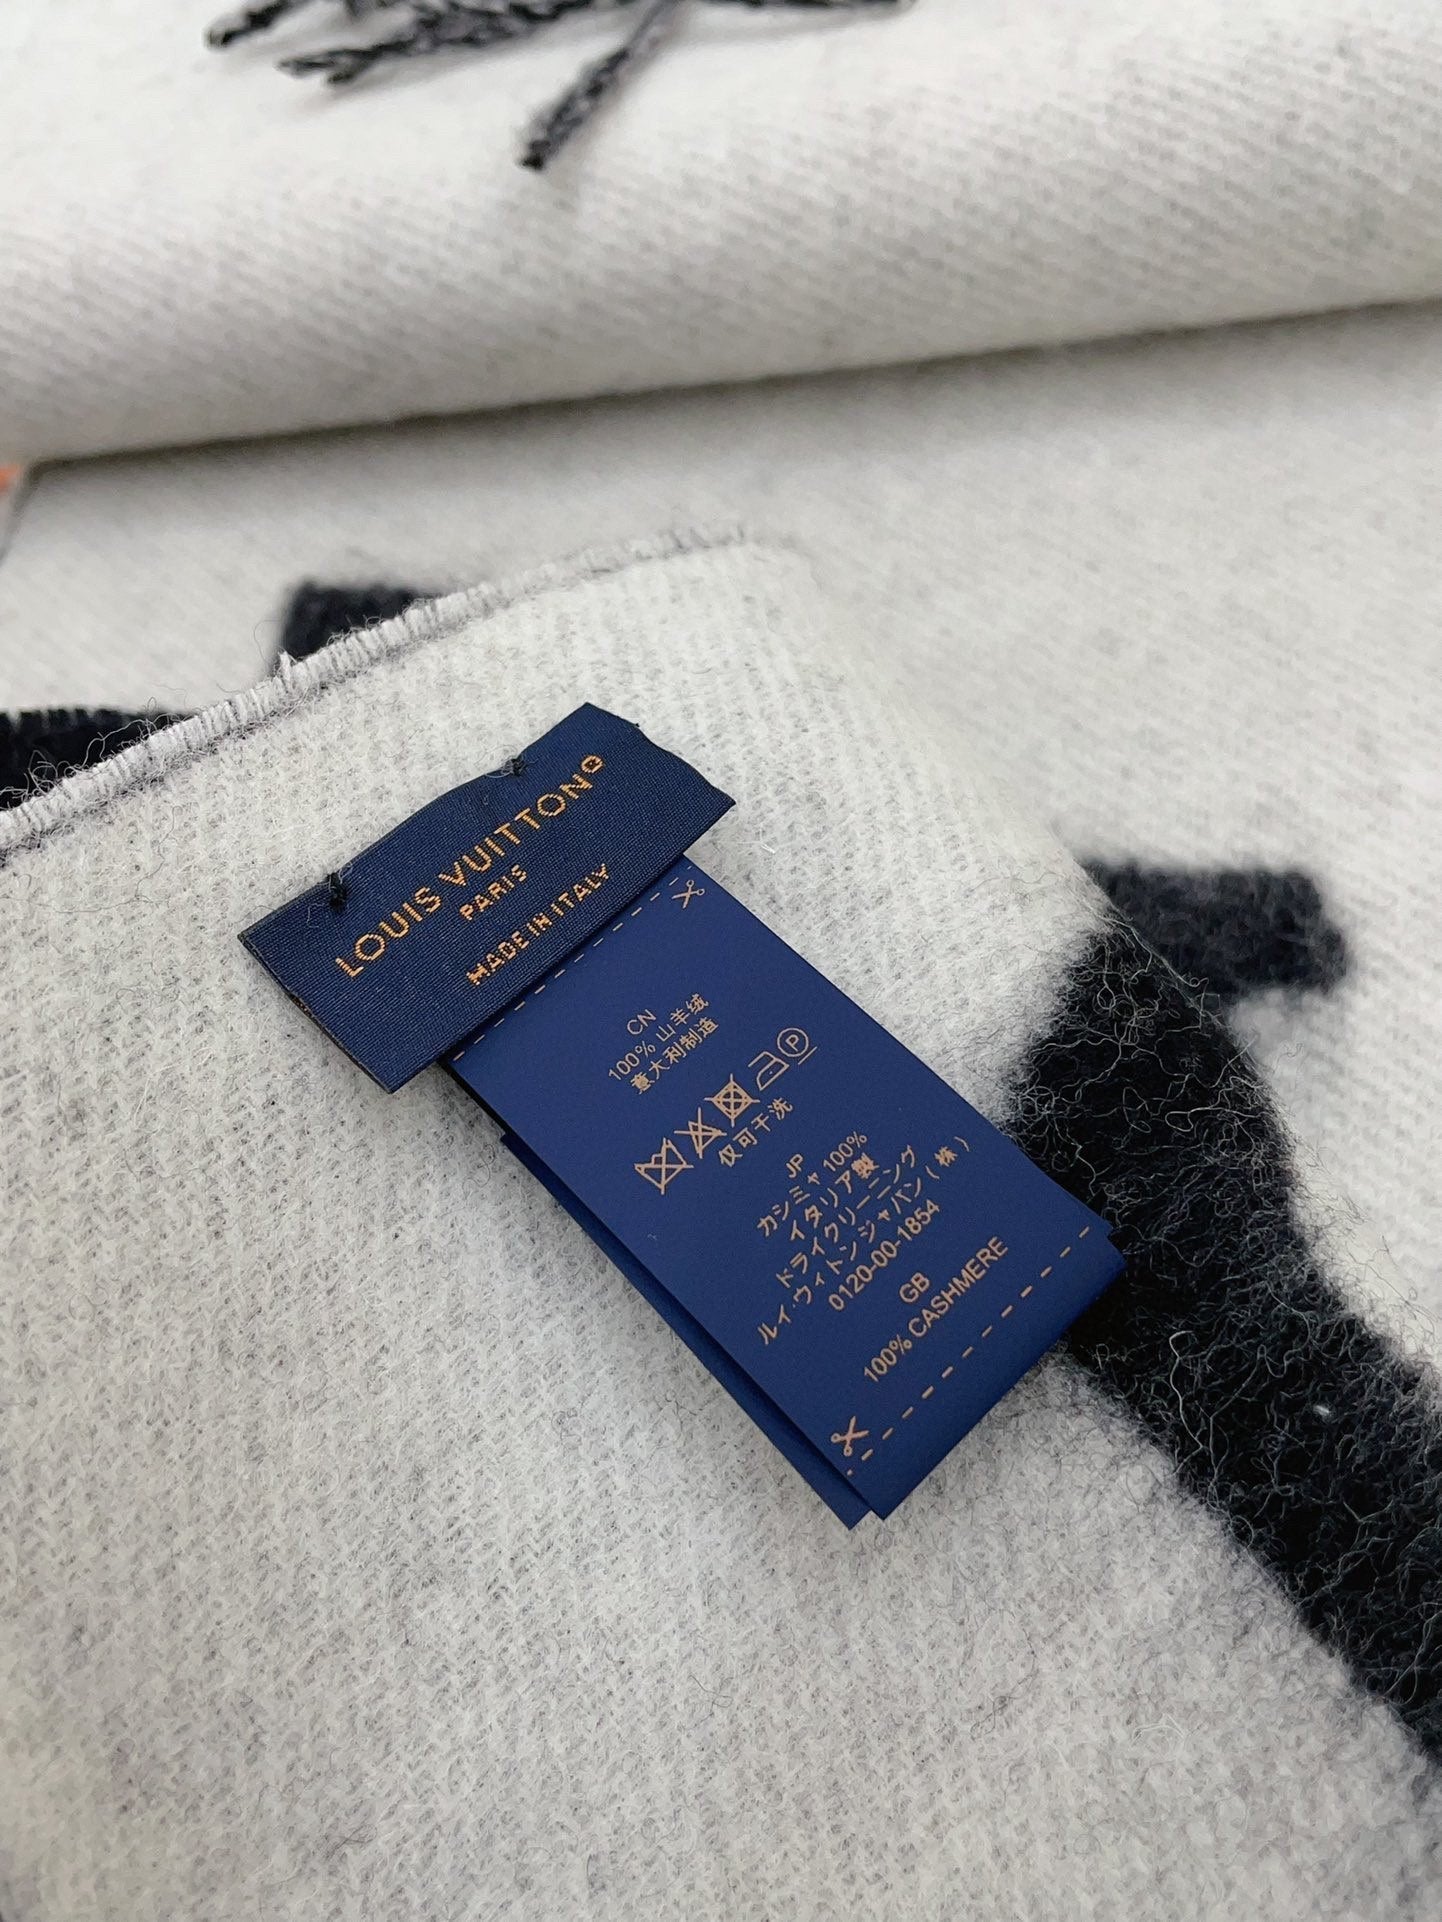 LOUIS VUITTON®
PARIS
MADE IN ITALY
CN
100% 山羊绒
意大利制造
P
仅可干洗
JP
カシミャ 100%
イタリア製
ドライクリーニング
ルイ・ヴィトン ジャパン (株)
0120-00-1854
GB
100% CASHMERE